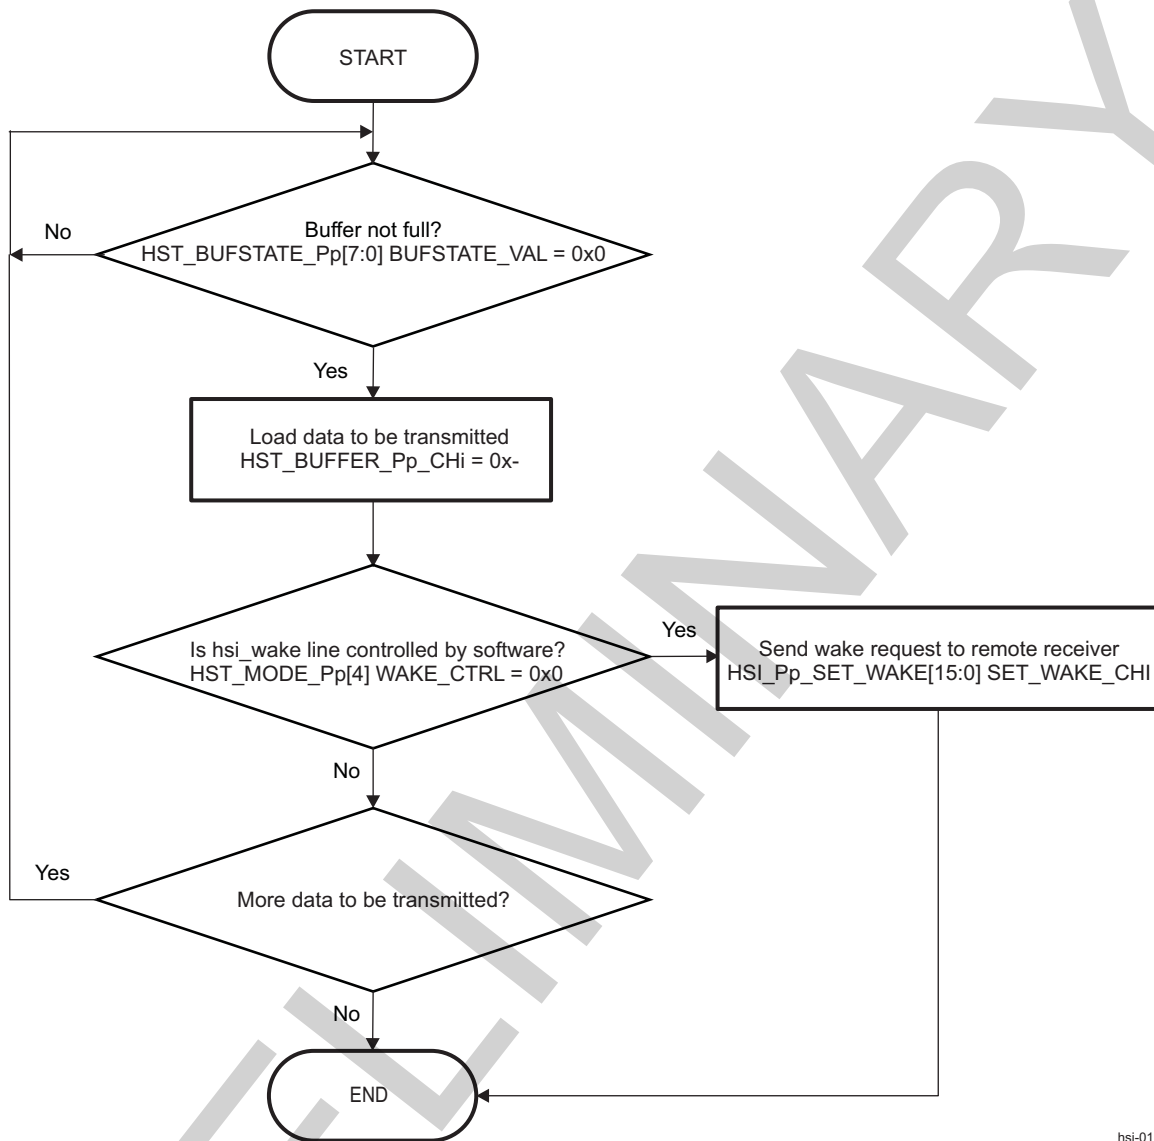 START
Buffer not full?
HST_BUFSTATE_Pp[7:0] BUFSTATE_VAL = 0x0
No
Yes
Load data to be transmitted
HST_BUFFER_Pp_CHi = 0x-
Is hsi_wake line controlled by software?
HST_MODE_Pp[4] WAKE_CTRL = 0x0
Yes
Send wake request to remote receiver
HSI_Pp_SET_WAKE[15:0] SET_WAKE_CHI
No
More data to be transmitted?
Yes
No
END
hsi-01